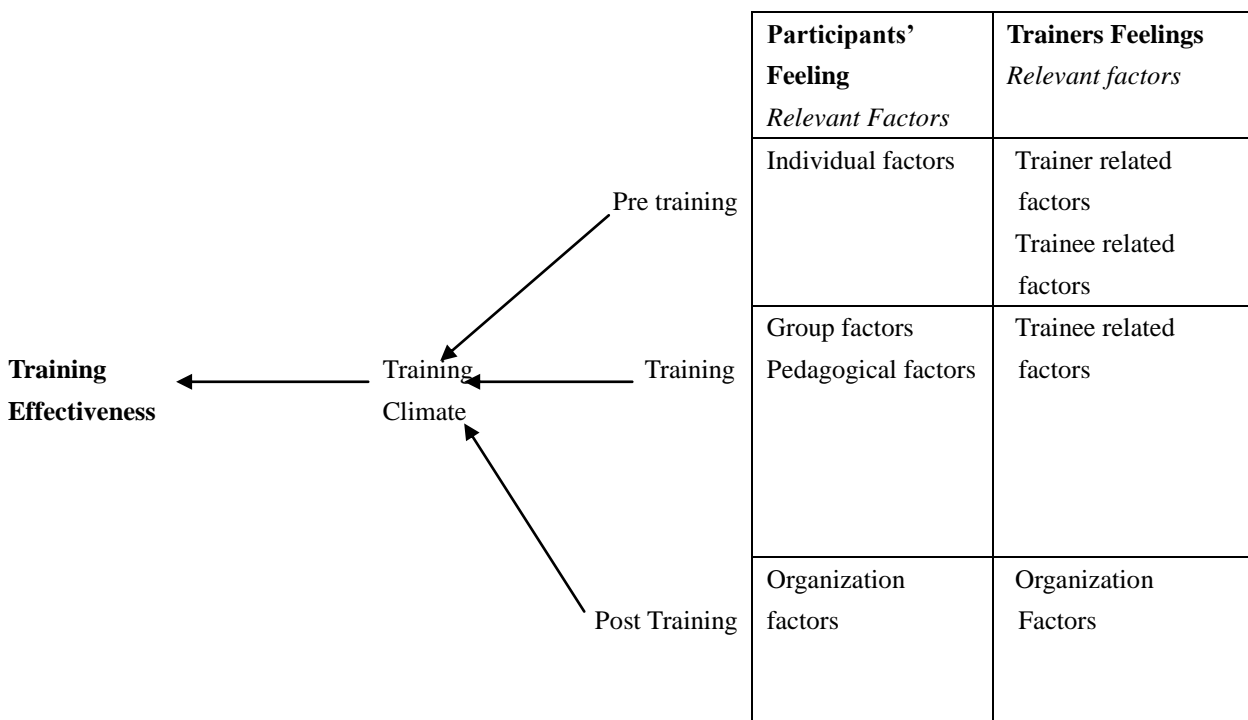 Participants’
Feeling
Relevant Factors
Trainers Feelings
Relevant factors
Pre training
Individual factors
Trainer related
factors
Trainee related
factors
Training
Effectiveness
Training
Climate
Training
Group factors
Pedagogical factors
Trainee related
factors
Post Training
Organization
factors
Organization
Factors